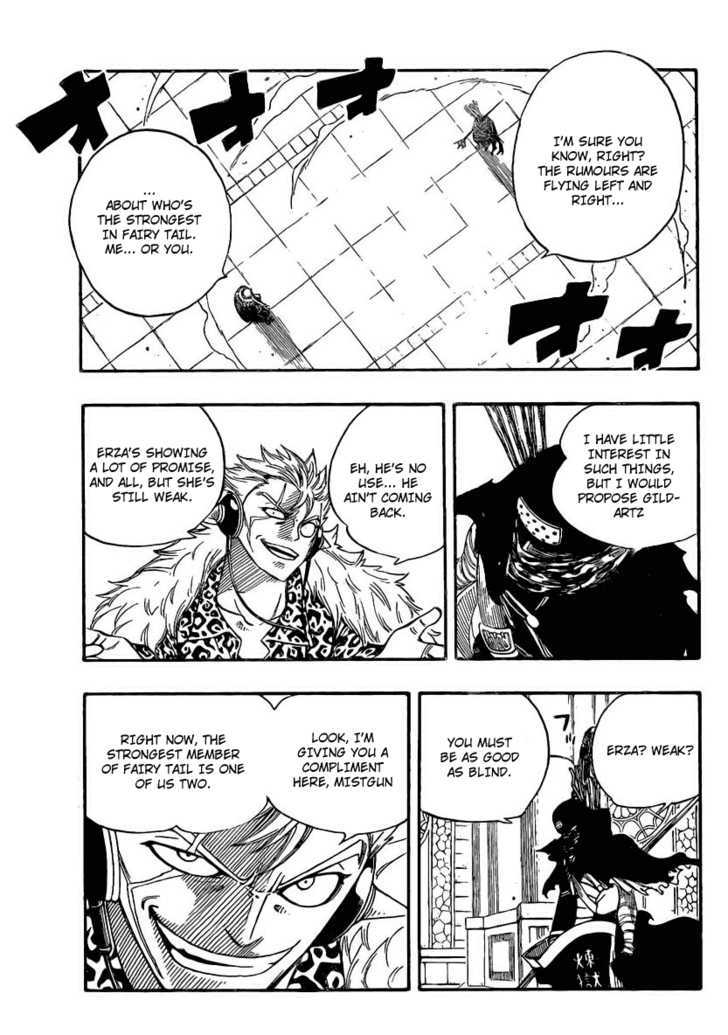 I'M SURE YOU
KNOW, RIGHT?
THE RUMOURS ARE
FLYING LEFT AND
RIGHT...
...
ABOUT WHO'S
THE STRONGEST
IN FAIRY TAIL.
ME... OR YOU.
オ
オ
オ
オ
オ
I HAVE LITTLE
INTEREST IN
SUCH THINGS,
BUT I WOULD
PROPOSE GILD-
ARTZ
EH, HE'S NO
USE... HE
AIN'T COMING
BACK.
ERZA'S SHOWING
A LOT OF PROMISE,
AND ALL, BUT SHE'S
STILL WEAK.
ERZA? WEAK?
YOU MUST
BE AS GOOD
AS BLIND.
LOOK, I'M
GIVING YOU A
COMPLIMENT
HERE, MISTGUN
RIGHT NOW, THE
STRONGEST MEMBER
OF FAIRY TAIL IS ONE
OF US TWO.